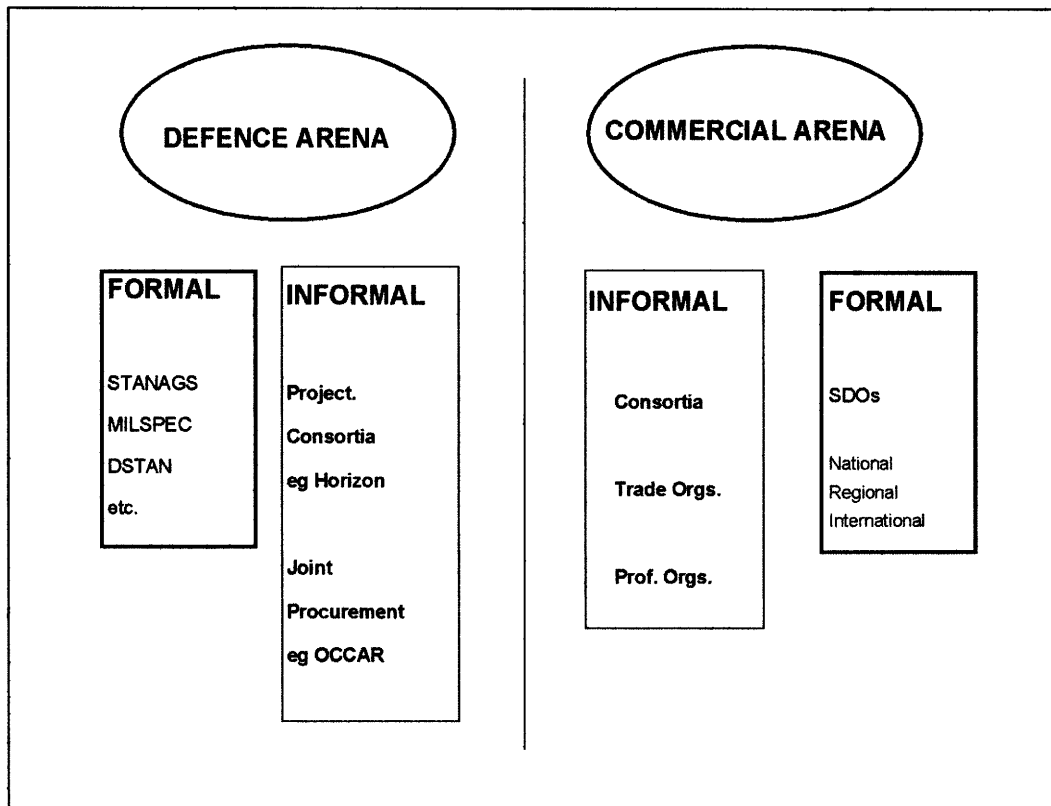 DEFENCE ARENA
COMMERCIAL ARENA
FORMAL
STANAGS
MILSPEC
DSTAN
etc.
INFORMAL
Project.
Consortia
eg Horizon
Joint
Procurement
eg OCCAR
INFORMAL
Consortia
Trade Orgs.
Prof. Orgs.
FORMAL
SDOs
National
Regional
International